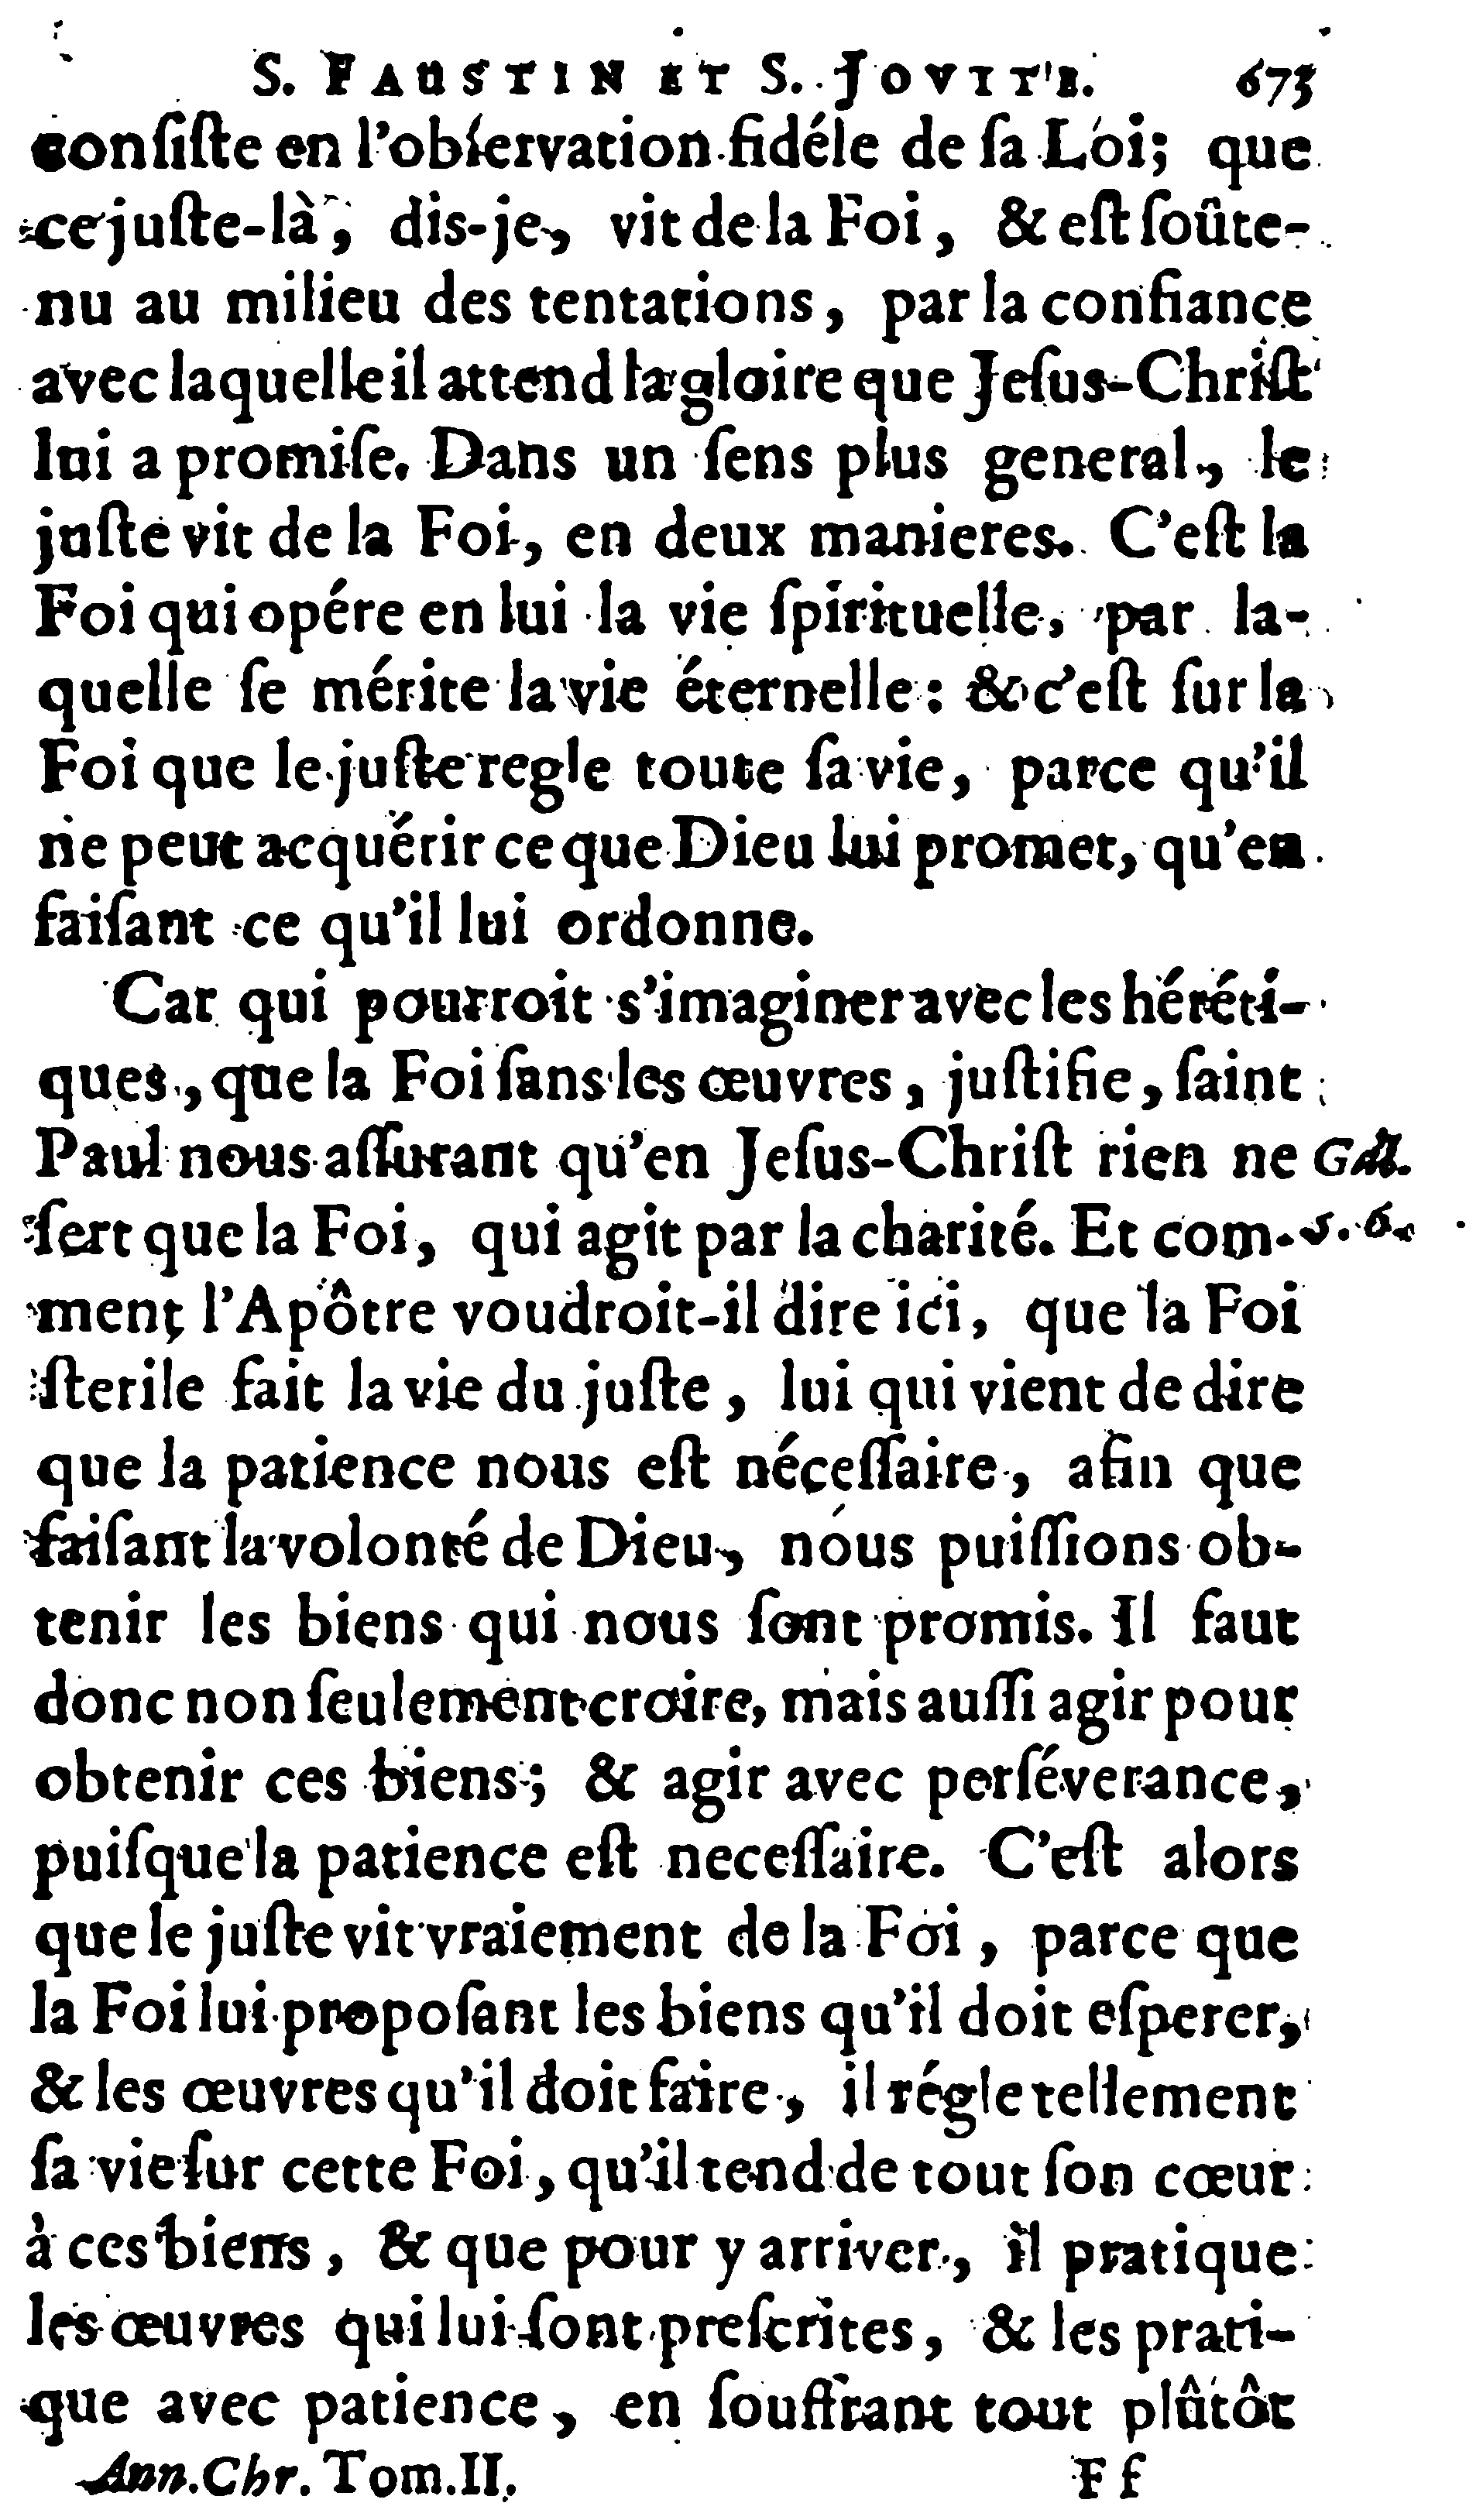 S. FAUSTIN ET S. JOVITE. 673
conſiſte en l'obſervation fidéle de ſa Loi; que
ce juſte-là, dis-je, vit de la Foi, & eſt ſoûte-
nu au milieu des tentations, par la confiance
avec laquelle il attend la gloire que Jeſus-Chriſt
lui a promiſe. Dans un ſens plus general, le
juſte vit de la Foi, en deux manieres. C'eſt la
Foi qui opére en lui la vie ſpirituelle, par la-
quelle ſe mérite la vie éternelle: & c'eſt ſur la
Foi que le juſte regle toute ſa vie, parce qu'il
ne peut acquérir ce que Dieu lui promet, qu'en
faiſant ce qu'il lui ordonne.
Car qui pourroit s'imaginer avec les héréti-
ques, que la Foi ſans les œuvres, juſtifie, ſaint
Paul nous aſſurant qu'en Jeſus-Chriſt rien ne Gal.
ſert que la Foi, qui agit par la charité. Et com- 5. 6.
ment l'Apôtre voudroit-il dire ici, que la Foi
ſterile fait la vie du juſte, lui qui vient de dire
que la patience nous eſt néceſſaire, afin que
faiſant la volonté de Dieu, nous puiſſions ob-
tenir les biens qui nous ſont promis. Il faut
donc non ſeulement croire, mais auſſi agir pour
obtenir ces biens; & agir avec perſéverance,
puiſque la patience eſt neceſſaire. C'eſt alors
que le juſte vit vraiement de la Foi, parce que
la Foi lui propoſant les biens qu'il doit eſperer,
& les œuvres qu'il doit faire, il régle tellement
ſa vie ſur cette Foi, qu'il tend de tout ſon cœur
à ces biens, & que pour y arriver, il pratique
les œuvres qui lui ſont preſcrites, & les prati-
que avec patience, en ſouffrant tout plûtôt
Ann. Chr. Tom. II. F f